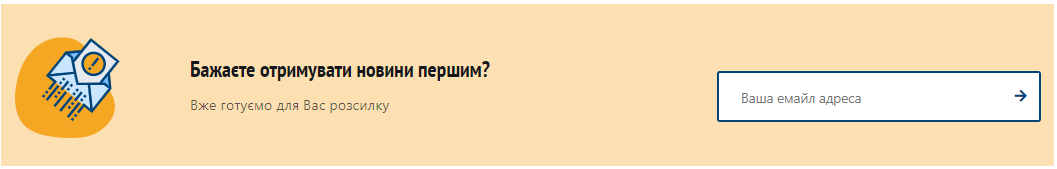 Бажаєте отримувати новини першим?
Вже готуємо для Вас розсилку
Ваша емайл адреса